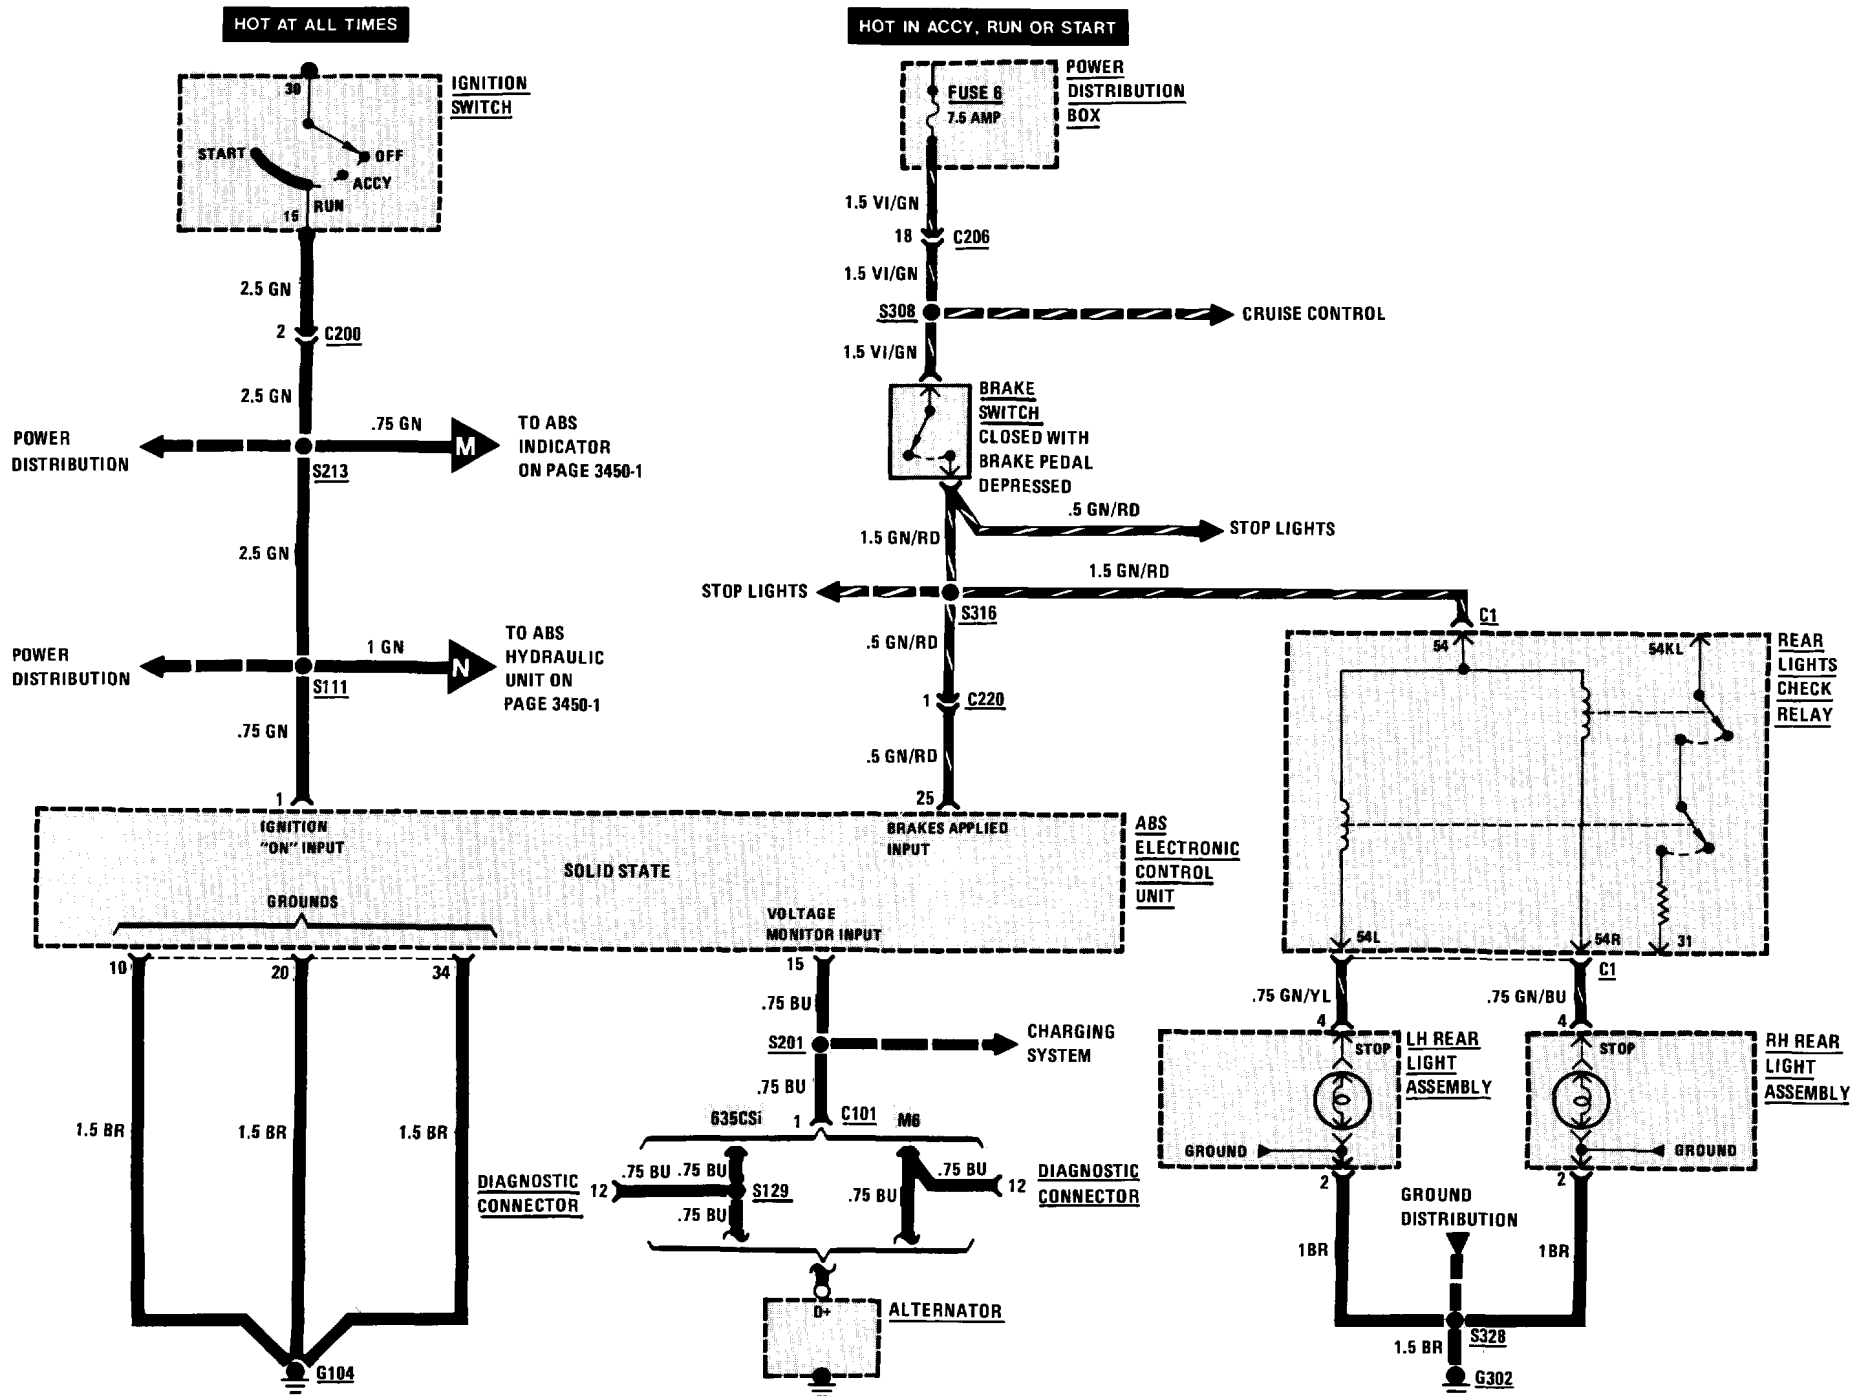 HOT AT ALL TIMES
30
IGNITION
SWITCH
START
OFF
ACCY
RUN
15
2.5 GN
2
C200
2.5 GN
POWER
DISTRIBUTION
.75 GN
M
TO ABS
INDICATOR
ON PAGE 3450-1
S213
2.5 GN
POWER
DISTRIBUTION
1 GN
N
TO ABS
HYDRAULIC
UNIT ON
PAGE 3450-1
S111
.75 GN
1
HOT IN ACCY, RUN OR START
FUSE 6
7.5 AMP
POWER
DISTRIBUTION
BOX
1.5 VI/GN
18
C206
1.5 VI/GN
S308
CRUISE CONTROL
1.5 VI/GN
BRAKE
SWITCH
CLOSED WITH
BRAKE PEDAL
DEPRESSED
.5 GN/RD
STOP LIGHTS
1.5 GN/RD
STOP LIGHTS
1.5 GN/RD
S316
.5 GN/RD
1
C220
.5 GN/RD
25
C1
54
54KL
REAR
LIGHTS
CHECK
RELAY
54L
54R
31
C1
IGNITION
"ON" INPUT
BRAKES APPLIED
INPUT
SOLID STATE
GROUNDS
VOLTAGE
MONITOR INPUT
ABS
ELECTRONIC
CONTROL
UNIT
10
20
34
15
1.5 BR
1.5 BR
1.5 BR
G104
.75 BU
S201
CHARGING
SYSTEM
.75 BU
635CSi
1
C101
M6
DIAGNOSTIC
CONNECTOR
12
.75 BU
.75 BU
S129
.75 BU
.75 BU
.75 BU
12
DIAGNOSTIC
CONNECTOR
D+
ALTERNATOR
.75 GN/YL
4
.75 GN/BU
4
STOP
LH REAR
LIGHT
ASSEMBLY
GROUND
2
STOP
RH REAR
LIGHT
ASSEMBLY
GROUND
2
GROUND
DISTRIBUTION
1BR
1BR
S328
1.5 BR
G302